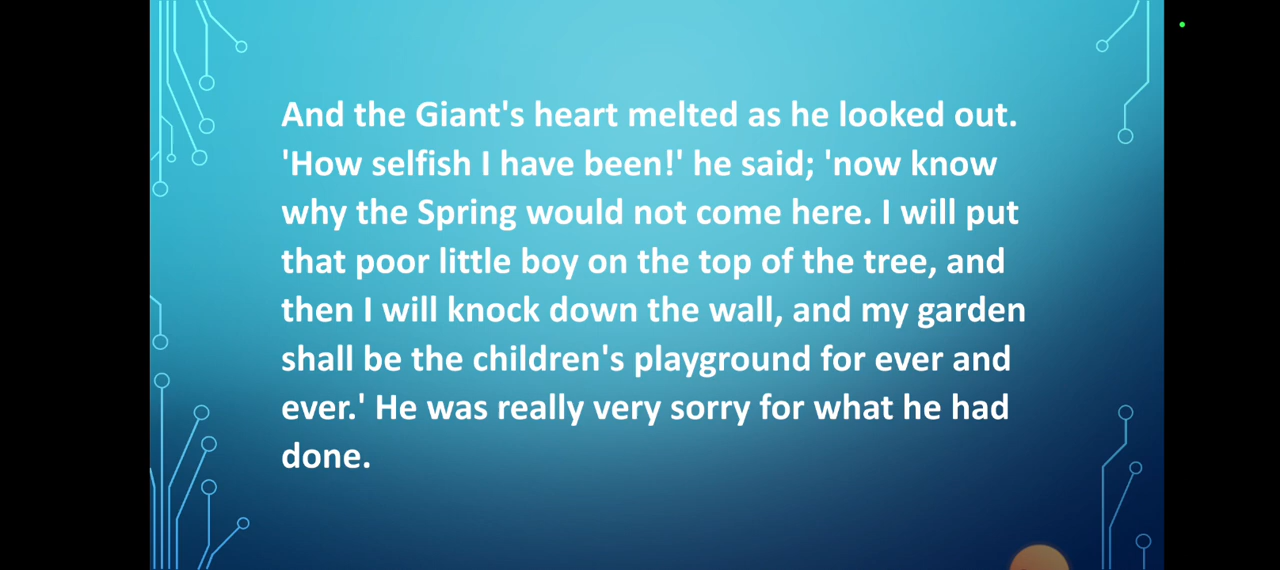 And the Giant's heart melted as he looked out.
'How selfish I have been!' he said; 'now know
why the Spring would not come here. I will put
that poor little boy on the top of the tree, and
then I will knock down the wall, and my garden
shall be the children's playground for ever and
ever.' He was really very sorry for what he had
done.